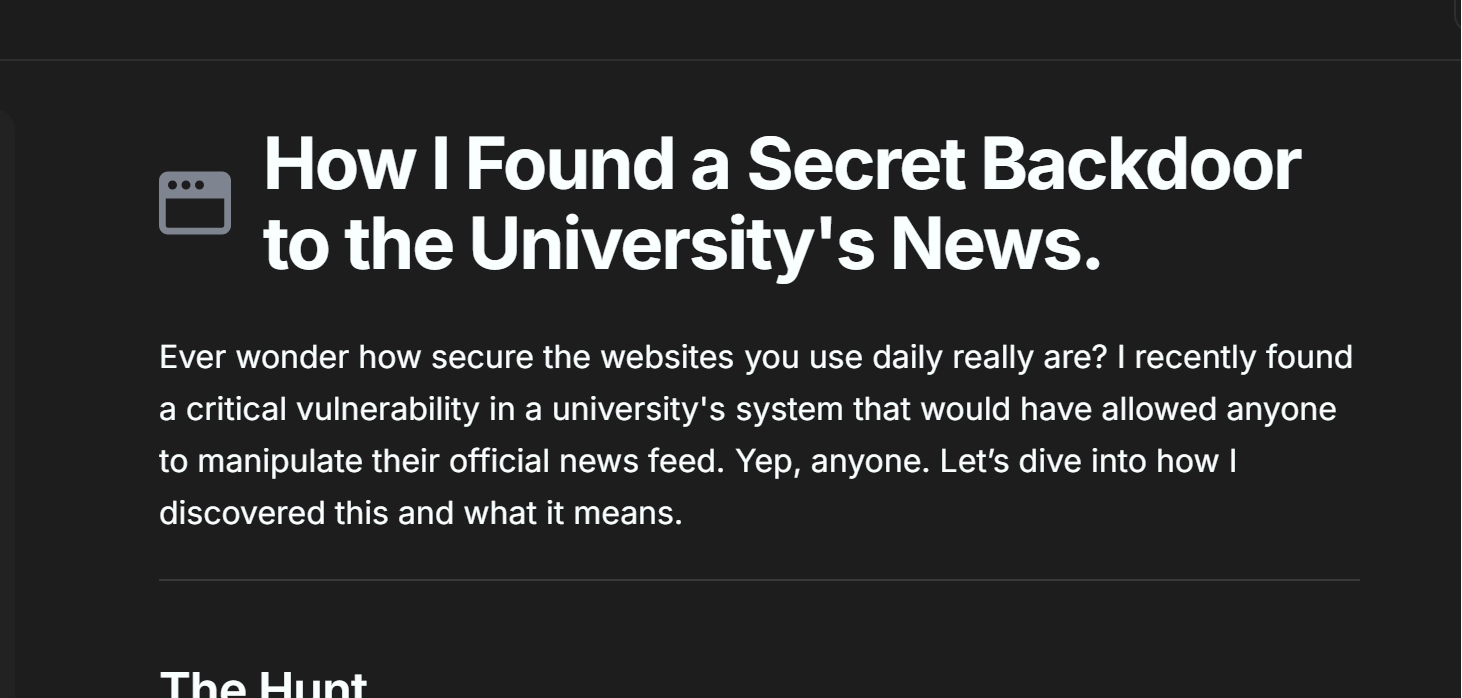 How I Found a Secret Backdoor
to the University's News.
Ever wonder how secure the websites you use daily really are? I recently found
a critical vulnerability in a university's system that would have allowed anyone
to manipulate their official news feed. Yep, anyone. Let’s dive into how I
discovered this and what it means.
The Hunt